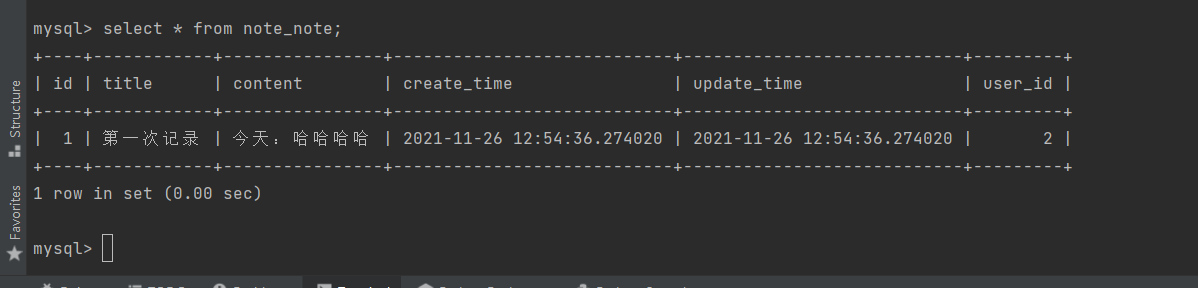 mysql> select * from note_note;
+----+------------+----------------+----------------------------+----------------------------+---------+
| id | title      | content        | create_time                | update_time                | user_id |
+----+------------+----------------+----------------------------+----------------------------+---------+
|  1 | 第一次记录 | 今天：哈哈哈哈 | 2021-11-26 12:54:36.274020 | 2021-11-26 12:54:36.274020 |       2 |
+----+------------+----------------+----------------------------+----------------------------+---------+
1 row in set (0.00 sec)
mysql>
Structure
Favorites